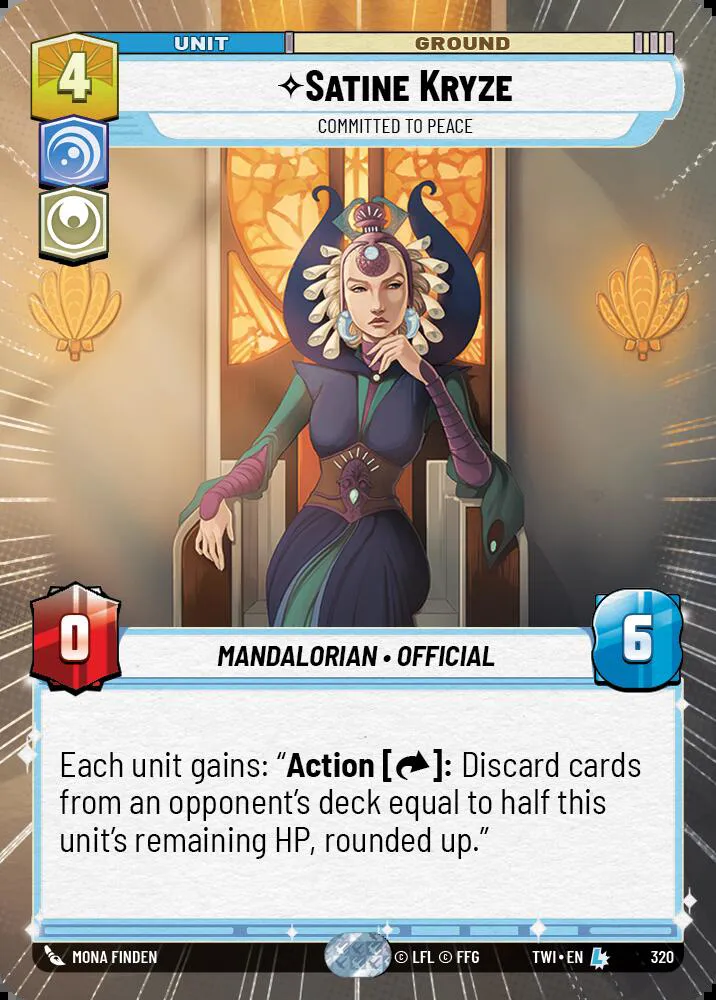 UNIT
GROUND
4
SATINE KRYZE
COMMITTED TO PEACE
0
MANDALORIAN • OFFICIAL
6
Each unit gains: “Action [ ]: Discard cards
from an opponent’s deck equal to half this
unit’s remaining HP, rounded up.”
MONA FINDEN
© LFL © FFG
TWI • EN
L
320